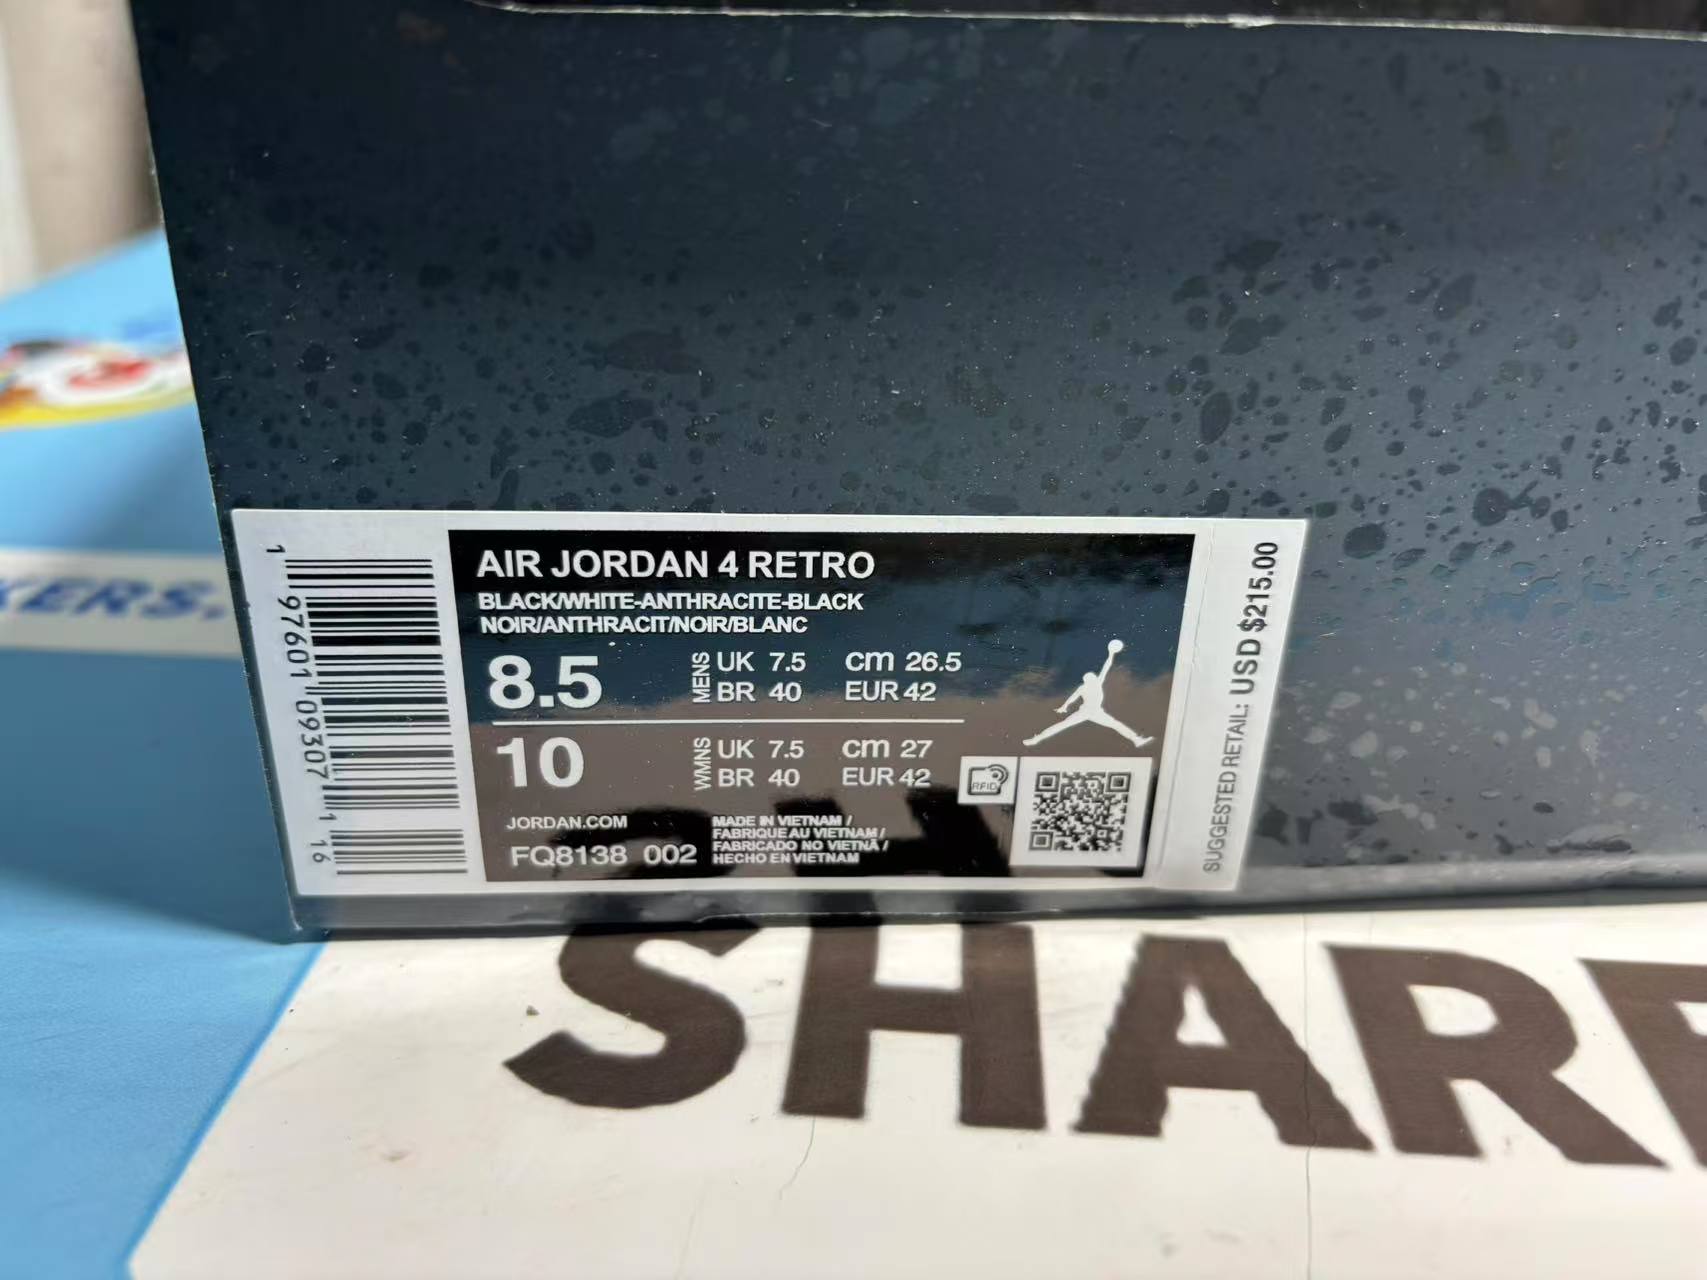 AIR JORDAN 4 RETRO
BLACK/WHITE-ANTHRACITE-BLACK
NOIR/ANTHRACIT/NOIR/BLANC
8.5 MENS UK 7.5 cm 26.5
BR 40 EUR 42
10 WMNS UK 7.5 cm 27
BR 40 EUR 42
RFID
JORDAN.COM
FQ8138 002
MADE IN VIETNAM /
FABRIQUE AU VIETNAM /
FABRICADO NO VIETNÃ /
HECHO EN VIETNAM
1 97601 09307 1 16
SUGGESTED RETAIL: USD $215.00
KERS.
SHARE